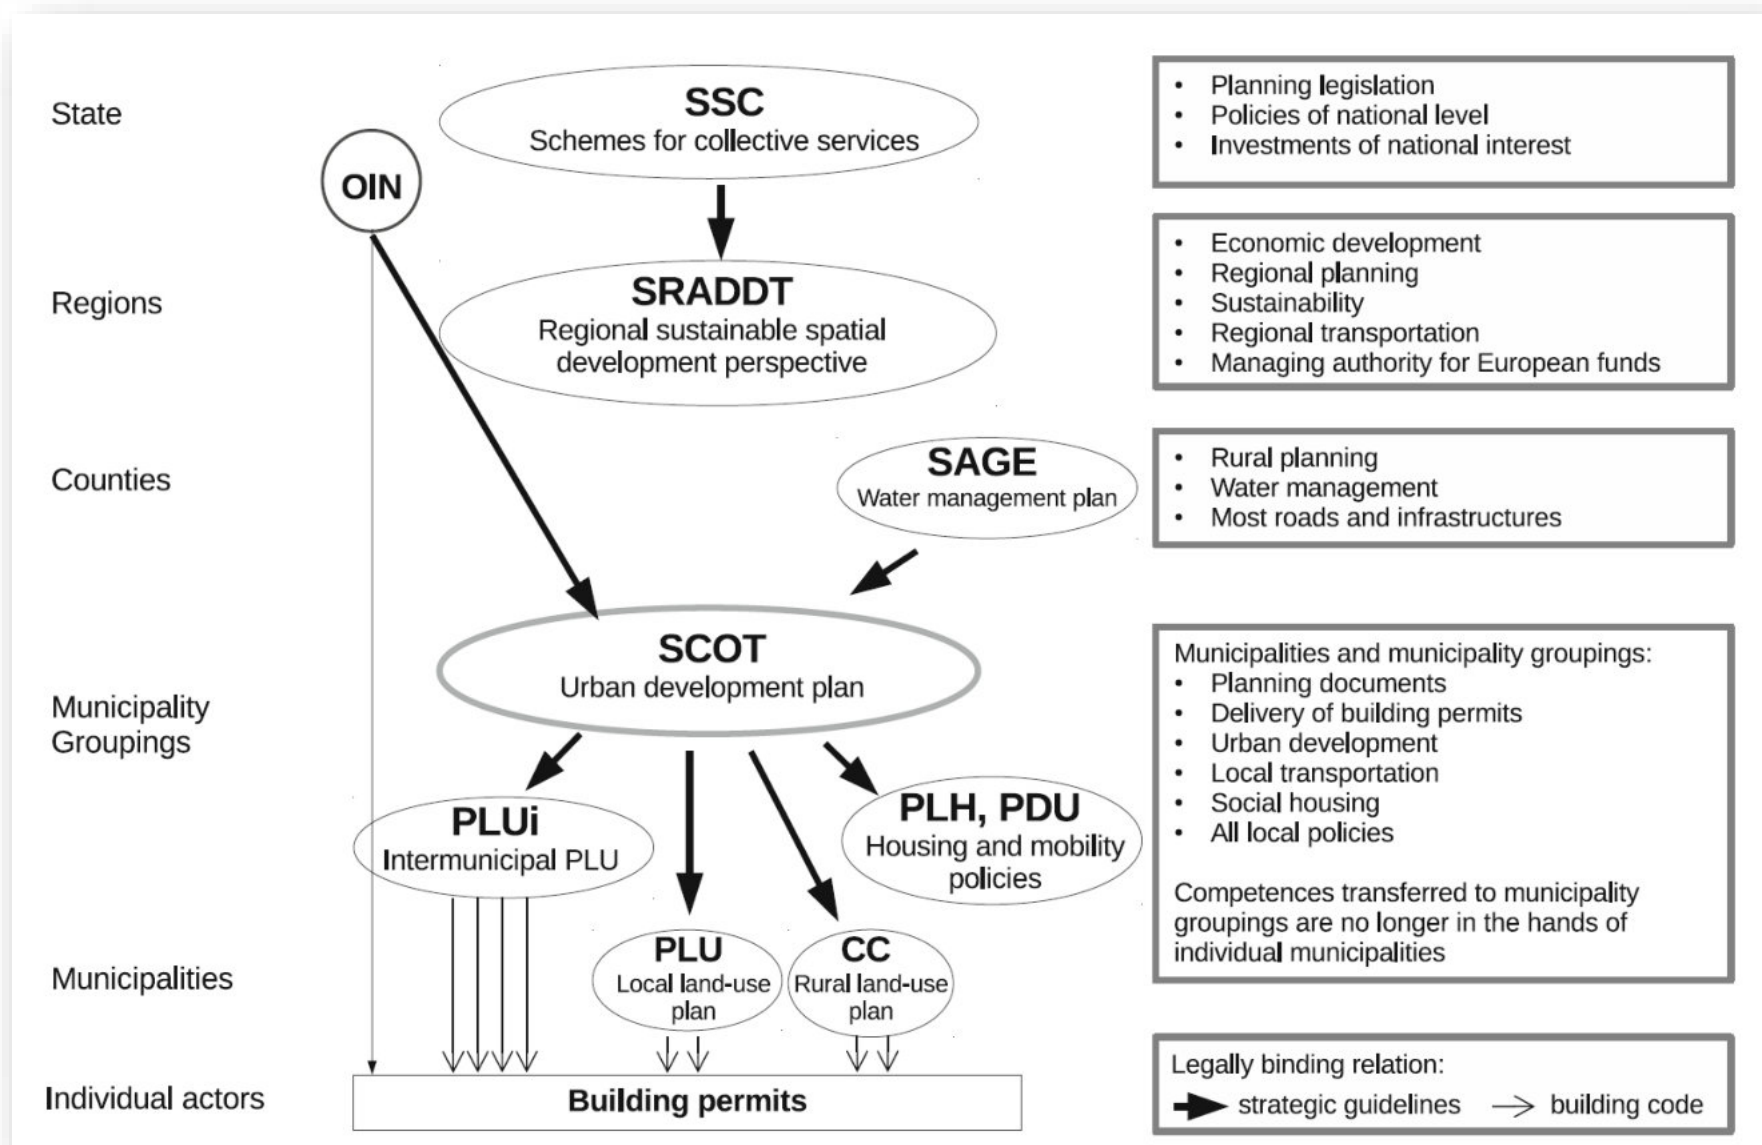 State
SSC
Schemes for collective services
• Planning legislation
• Policies of national level
• Investments of national interest
OIN
Regions
SRADDT
Regional sustainable spatial
development perspective
• Economic development
• Regional planning
• Sustainability
• Regional transportation
• Managing authority for European funds
Counties
SAGE
Water management plan
• Rural planning
• Water management
• Most roads and infrastructures
Municipality
Groupings
SCOT
Urban development plan
PLUi
Intermunicipal PLU
PLH, PDU
Housing and mobility
policies
Municipalities and municipality groupings:
• Planning documents
• Delivery of building permits
• Urban development
• Local transportation
• Social housing
• All local policies
Competences transferred to municipality
groupings are no longer in the hands of
individual municipalities
Municipalities
PLU
Local land-use
plan
CC
Rural land-use
plan
Individual actors
Building permits
Legally binding relation:
strategic guidelines
building code